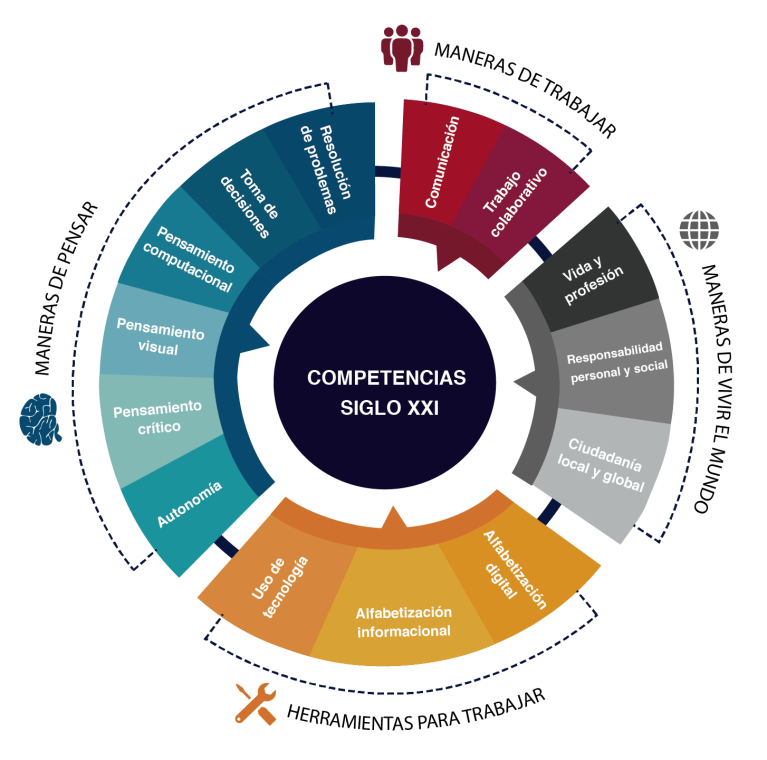 MANERAS DE TRABAJAR
Comunicación
Trabajo
colaborativo
MANERAS DE VIVIR EL MUNDO
Vida y
profesión
Responsabilidad
personal y social
Ciudadanía
local y global
HERRAMIENTAS PARA TRABAJAR
Alfabetización
digital
Alfabetización
informacional
Uso de
tecnología
MANERAS DE PENSAR
Autonomía
Pensamiento
crítico
Pensamiento
visual
Pensamiento
computacional
Toma de
decisiones
Resolución
de problemas
COMPETENCIAS
SIGLO XXI